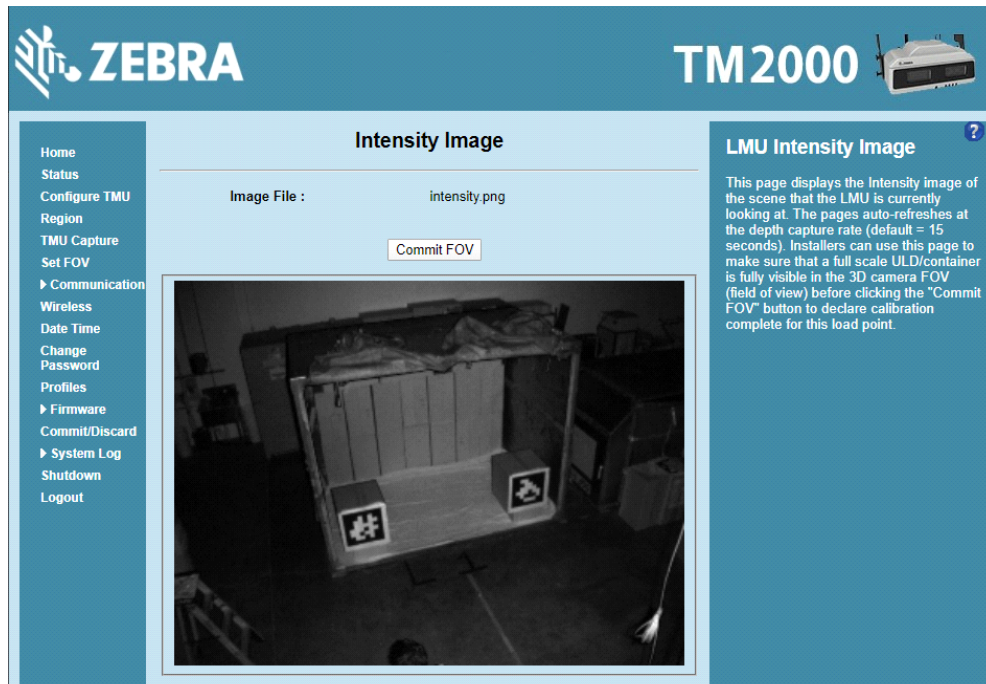 ZEBRA
TM2000
Home
Status
Configure TMU
Region
TMU Capture
Set FOV
Communication
Wireless
Date Time
Change
Password
Profiles
Firmware
Commit/Discard
System Log
Shutdown
Logout
Intensity Image
Image File :
intensity.png
Commit FOV
?
LMU Intensity Image
This page displays the Intensity image of
the scene that the LMU is currently
looking at. The pages auto-refreshes at
the depth capture rate (default = 15
seconds). Installers can use this page to
make sure that a full scale ULD/container
is fully visible in the 3D camera FOV
(field of view) before clicking the "Commit
FOV" button to declare calibration
complete for this load point.